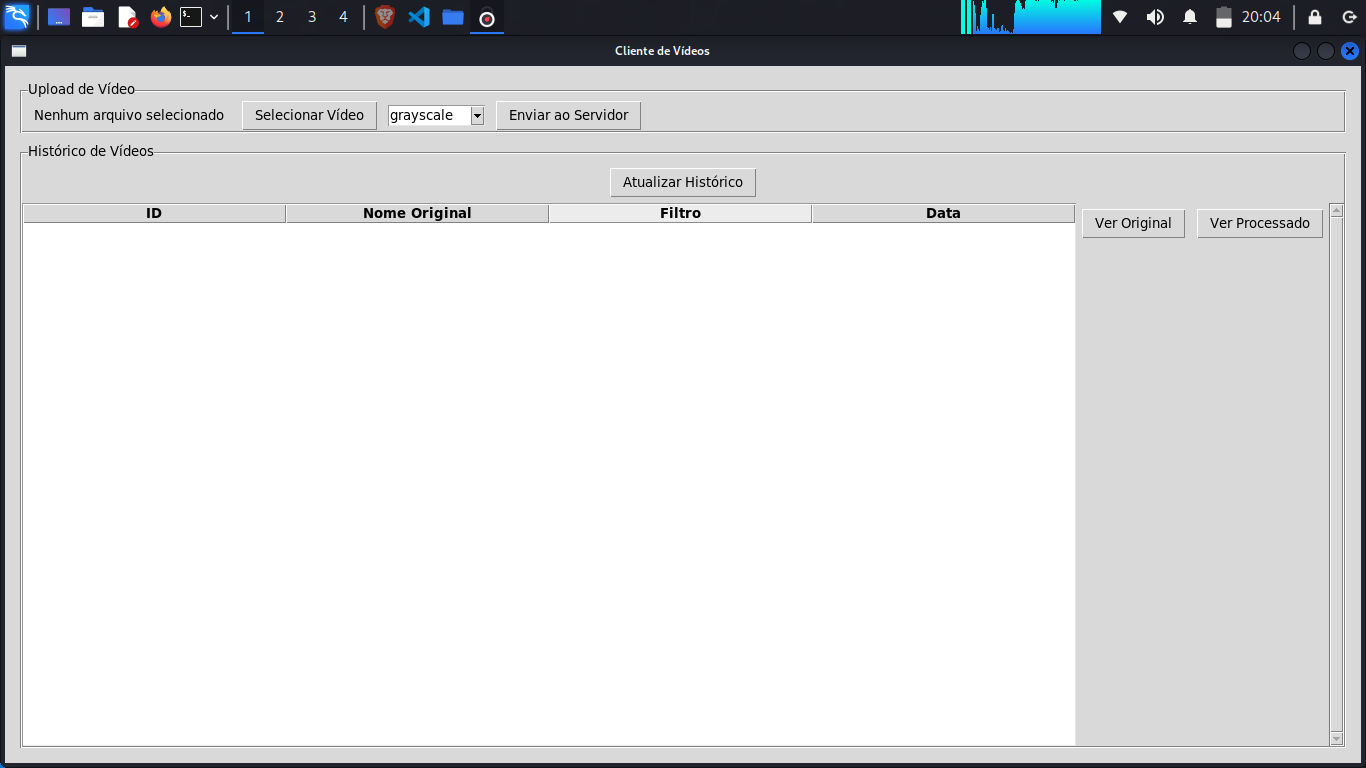 1 2 3 4 20:04
Cliente de Vídeos
Upload de Vídeo
Nenhum arquivo selecionado Selecionar Vídeo grayscale Enviar ao Servidor
Histórico de Vídeos
Atualizar Histórico
ID Nome Original Filtro Data
Ver Original Ver Processado